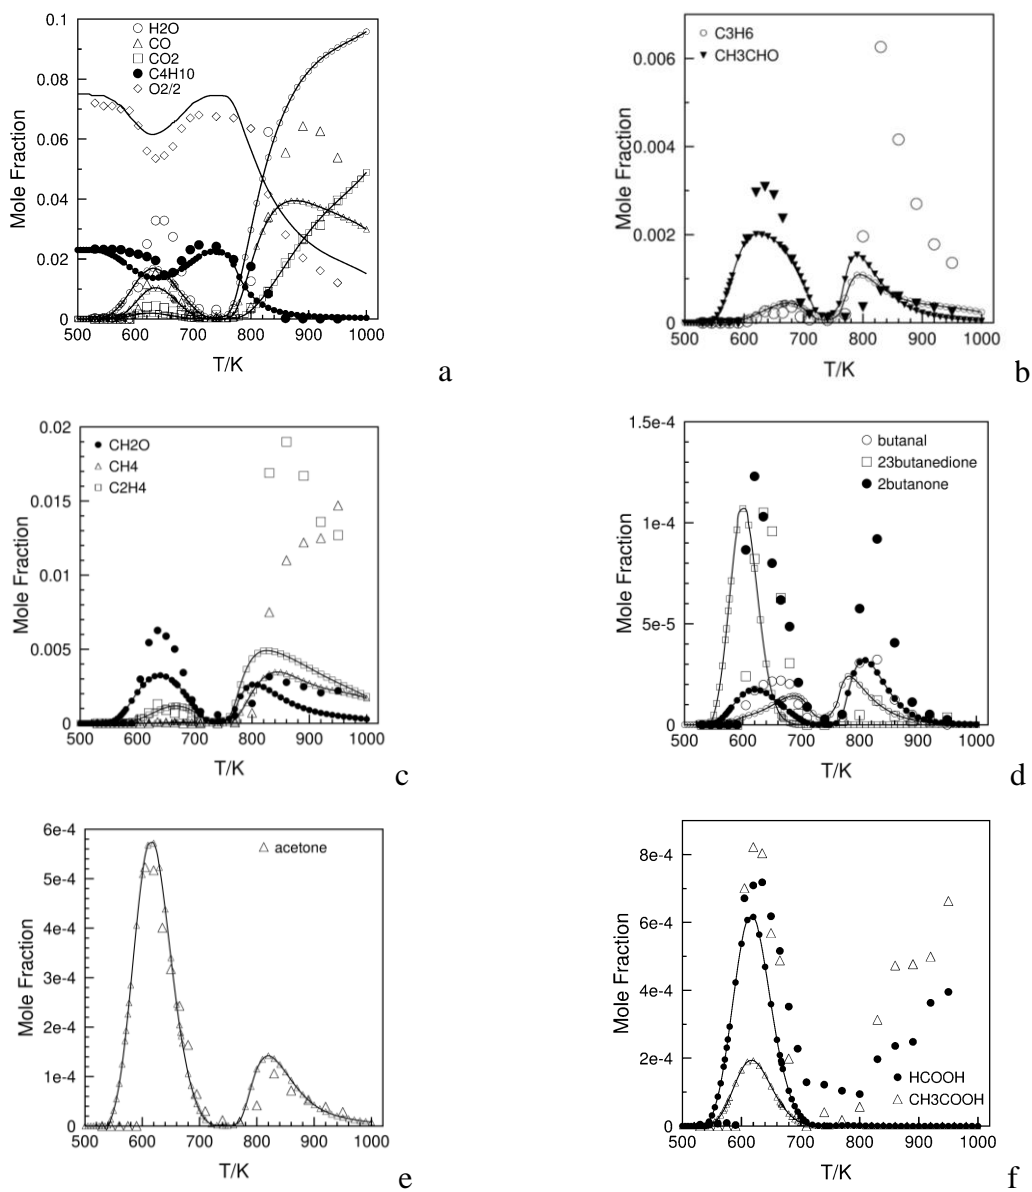 0.1
0.08
0.06
0.04
0.02
0
Mole Fraction
H2O
CO
CO2
C4H10
O2/2
500 600 700 800 900 1000
T/K
a
0.006
0.004
0.002
0
Mole Fraction
C3H6
CH3CHO
500 600 700 800 900 1000
T/K
b
0.02
0.015
0.01
0.005
0
Mole Fraction
CH2O
CH4
C2H4
500 600 700 800 900 1000
T/K
c
1.5e-4
1e-4
5e-5
0
Mole Fraction
butanal
23butanedione
2butanone
500 600 700 800 900 1000
T/K
d
6e-4
5e-4
4e-4
3e-4
2e-4
1e-4
0
Mole Fraction
acetone
500 600 700 800 900 1000
T/K
e
8e-4
6e-4
4e-4
2e-4
0
Mole Fraction
HCOOH
CH3COOH
500 600 700 800 900 1000
T/K
f